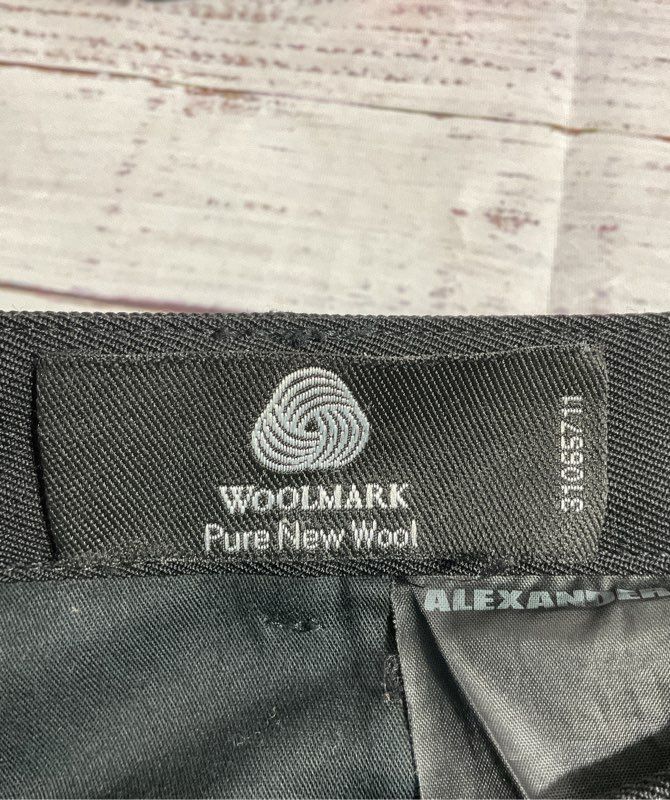 WOOLMARK
Pure New Wool
31065711
ALEXANDER